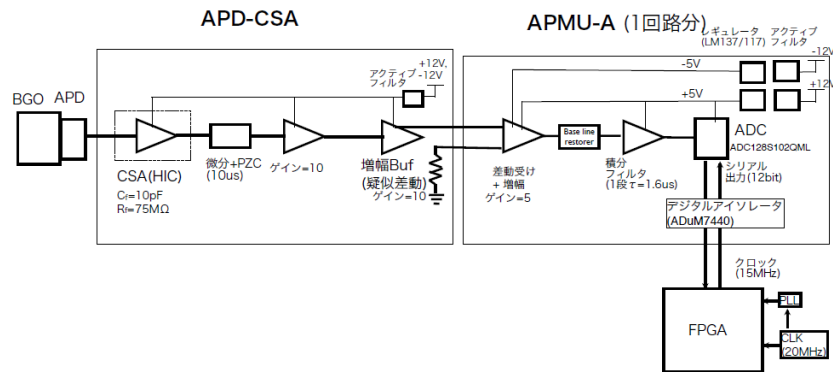 APD-CSA
APMU-A (1回路分)
レギュレータ アクティブ
(LM137/117) フィルタ
-12V
-5V
+12V
+5V
+12V,
-12V
アクティブ
フィルタ
BGO
APD
CSA(HIC)
Cf=10pF
Rf=75MΩ
微分+PZC
(10us)
ゲイン=10
増幅Buf
(疑似差動)
ゲイン=10
差動受け
+ 増幅
ゲイン=5
Base line
restorer
積分
フィルタ
(1段τ=1.6us)
ADC
ADC128S102QML
シリアル
出力(12bit)
デジタルアイソレータ
(ADuM7440)
クロック
(15MHz)
FPGA
PLL
CLK
(20MHz)